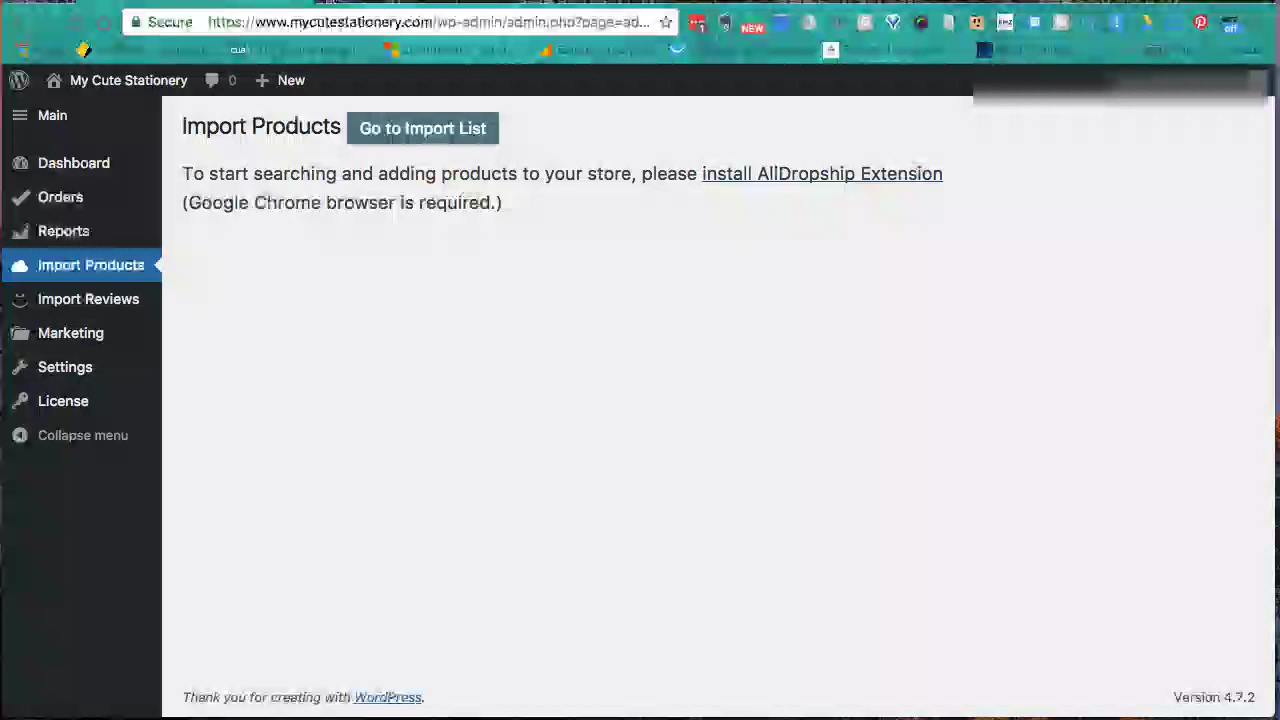 Secure https://www.mycutestationery.com/wp-admin/admin.php?page=ad...
1 NEW off
My Cute Stationery 0 New
Main
Dashboard
Orders
Reports
Import Products
Import Reviews
Marketing
Settings
License
Collapse menu
Import Products Go to Import List
To start searching and adding products to your store, please install AllDropship Extension
(Google Chrome browser is required.)
Thank you for creating with WordPress.
Version 4.7.2